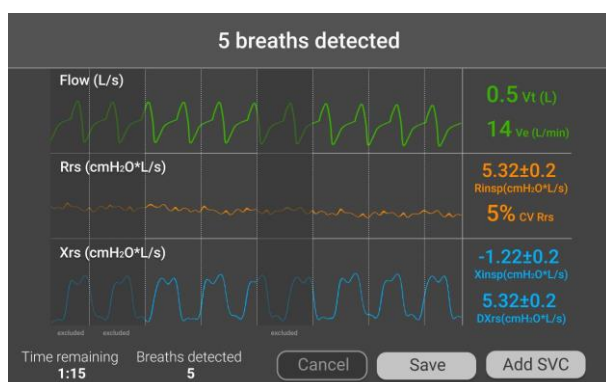 5 breaths detected
Flow (L/s)
0.5 Vt (L)
14 Ve (L/min)
Rrs (cmH₂O*L/s)
5.32±0.2
Rinsp(cmH₂O*L/s)
5% CV Rrs
Xrs (cmH₂O*L/s)
-1.22±0.2
Xinsp(cmH₂O*L/s)
5.32±0.2
DXrs(cmH₂O*L/s)
excluded excluded excluded
Time remaining Breaths detected
1:15 5
Cancel Save Add SVC